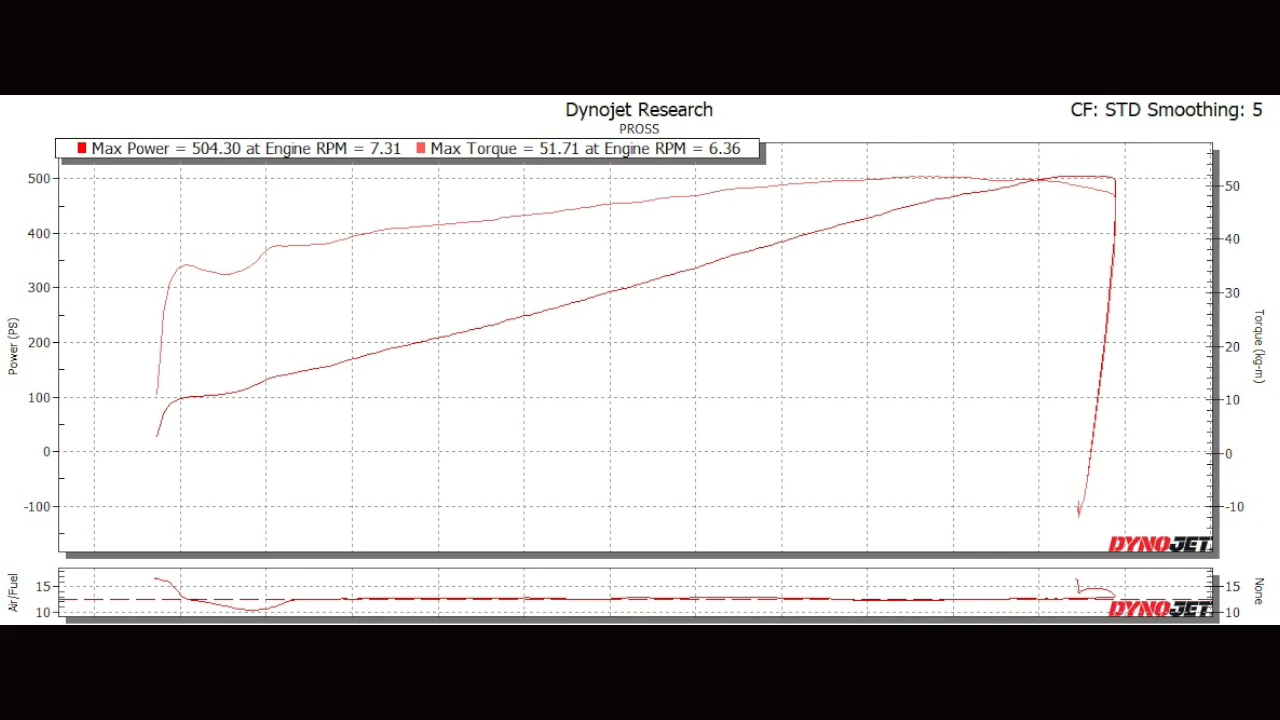 Dynojet Research
CF: STD Smoothing: 5
PROSS
Max Power = 504.30 at Engine RPM = 7.31 Max Torque = 51.71 at Engine RPM = 6.36
Power (PS)
500
400
300
200
100
0
-100
Torque (kg-m)
50
40
30
20
10
0
-10
DYNOJET
Air/Fuel
15
10
None
15
10
DYNOJET